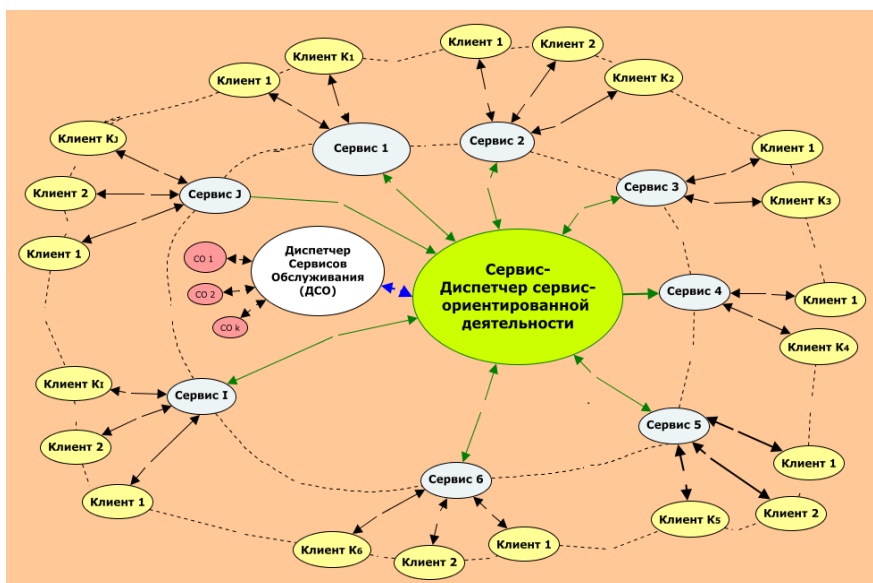 Клиент 1
Клиент 2
Клиент K1
Клиент 1
Клиент K2
Клиент KJ
Сервис 1
Сервис 2
Клиент 1
Клиент 2
Сервис J
Сервис 3
Клиент K3
Клиент 1
СО 1
Диспетчер
Сервисов
Обслуживания
(ДСО)
СО 2
СО k
Сервис-
Диспетчер сервис-
ориентированной
деятельности
Сервис 4
Клиент 1
Клиент K4
Клиент KI
Сервис I
Клиент 2
Сервис 5
Клиент 1
Клиент 1
Сервис 6
Клиент 2
Клиент K5
Клиент K6
Клиент 2
Клиент 1